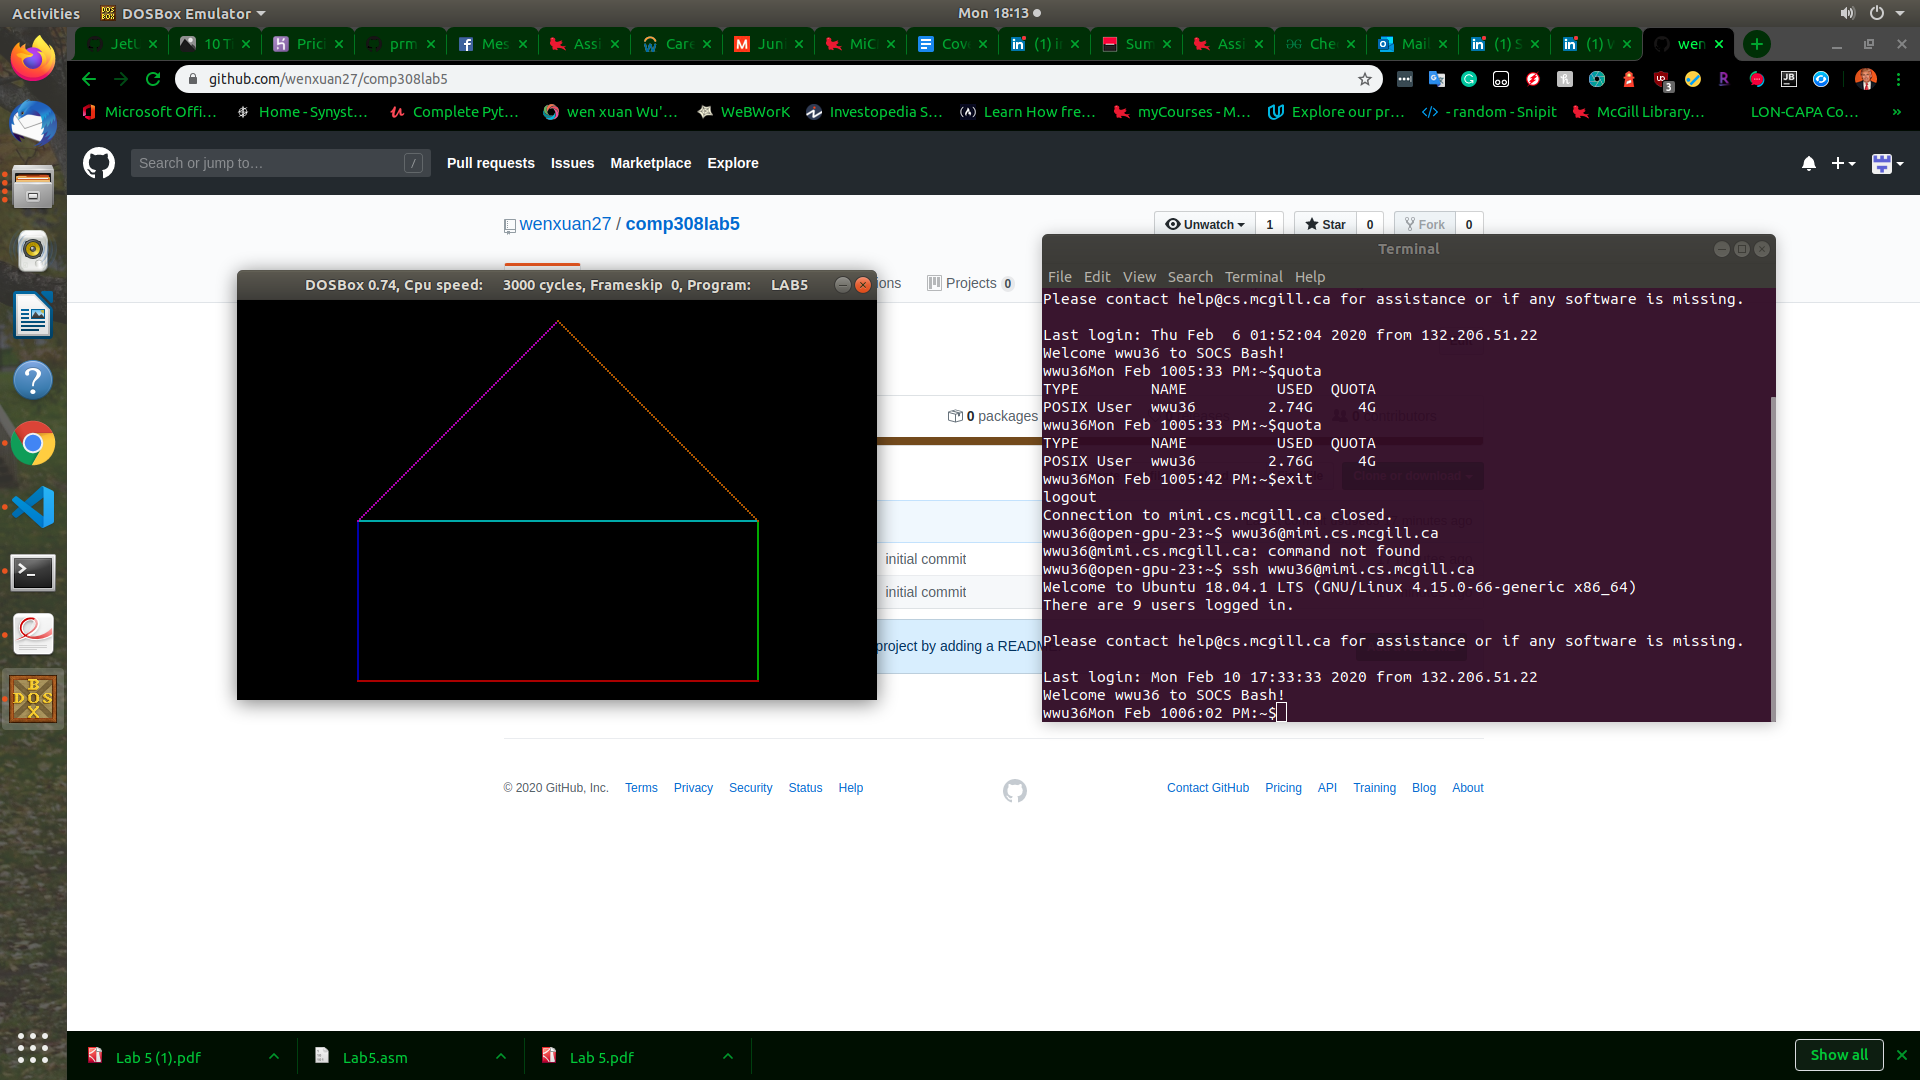 Activities
DOSBox Emulator
Mon 18:13
JetU
10 Ti
Pric
prm
Mes
Assi
Care
Juni
MiC
Cove
(1) i
Sum
Assi
Che
Mail
(1) S
(1) W
wen
github.com/wenxuan27/comp308lab5
3
Microsoft Offi…
Home - Synyst…
Complete Pyt…
wen xuan Wu'…
WeBWorK
Investopedia S…
Learn How fre…
myCourses - M…
Explore our pr…
- random - Snipit
McGill Library…
LON-CAPA Co…
»
Search or jump to…
/
Pull requests
Issues
Marketplace
Explore
wenxuan27 / comp308lab5
Unwatch
1
Star
0
Fork
0
ions
Projects 0
0 packages
initial commit
initial commit
project by adding a READM
DOSBox 0.74, Cpu speed: 3000 cycles, Frameskip 0, Program: LAB5
Terminal
File Edit View Search Terminal Help
Please contact help@cs.mcgill.ca for assistance or if any software is missing.
Last login: Thu Feb  6 01:52:04 2020 from 132.206.51.22
Welcome wwu36 to SOCS Bash!
wwu36Mon Feb 1005:33 PM:~$quota
TYPE        NAME          USED  QUOTA
POSIX User  wwu36        2.74G     4G
wwu36Mon Feb 1005:33 PM:~$quota
TYPE        NAME          USED  QUOTA
POSIX User  wwu36        2.76G     4G
wwu36Mon Feb 1005:42 PM:~$exit
logout
Connection to mimi.cs.mcgill.ca closed.
wwu36@open-gpu-23:~$ wwu36@mimi.cs.mcgill.ca
wwu36@mimi.cs.mcgill.ca: command not found
wwu36@open-gpu-23:~$ ssh wwu36@mimi.cs.mcgill.ca
Welcome to Ubuntu 18.04.1 LTS (GNU/Linux 4.15.0-66-generic x86_64)
There are 9 users logged in.
Please contact help@cs.mcgill.ca for assistance or if any software is missing.
Last login: Mon Feb 10 17:33:33 2020 from 132.206.51.22
Welcome wwu36 to SOCS Bash!
wwu36Mon Feb 1006:02 PM:~$
© 2020 GitHub, Inc.
Terms
Privacy
Security
Status
Help
Contact GitHub
Pricing
API
Training
Blog
About
Lab 5 (1).pdf
Lab5.asm
Lab 5.pdf
Show all